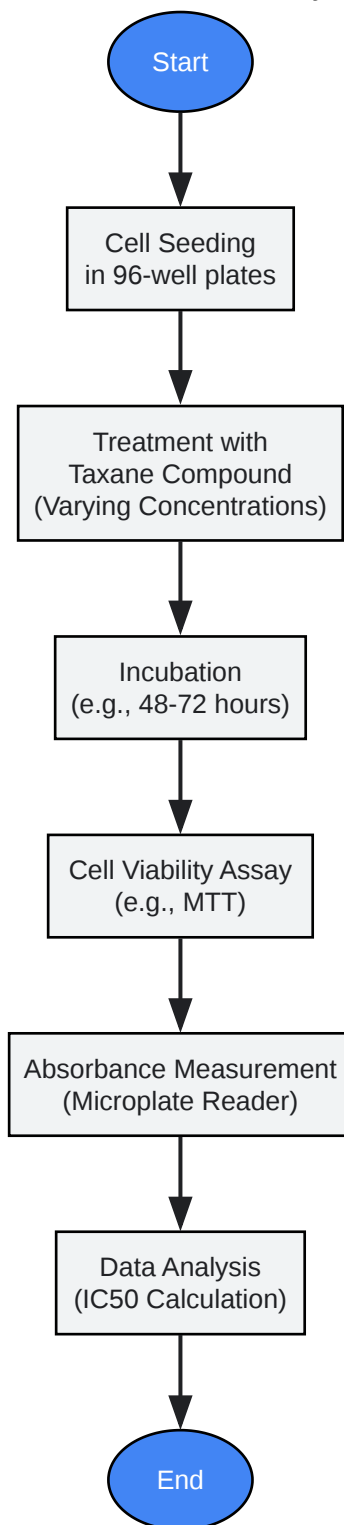 Start
Cell Seeding
in 96-well plates
Treatment with
Taxane Compound
(Varying Concentrations)
Incubation
(e.g., 48-72 hours)
Cell Viability Assay
(e.g., MTT)
Absorbance Measurement
(Microplate Reader)
Data Analysis
(IC50 Calculation)
End